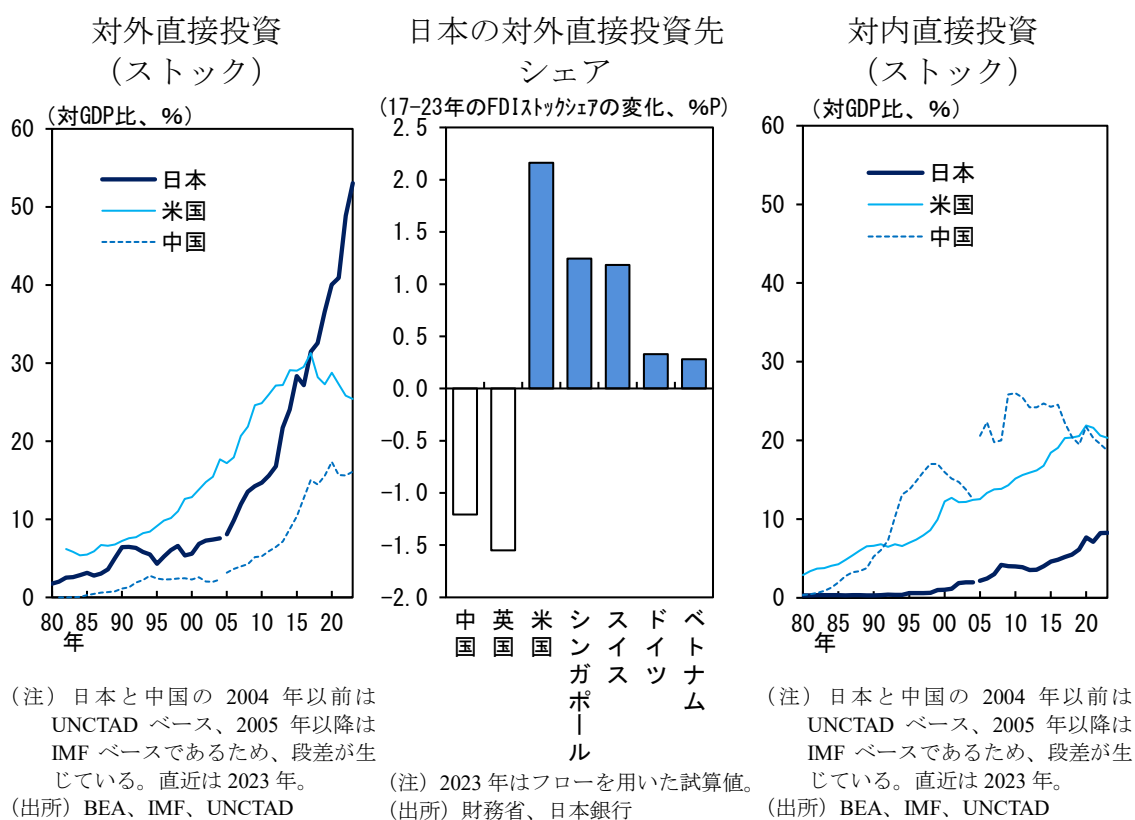 対外直接投資
（ストック）
（対GDP比、％）
60
50
40
30
20
10
0
日本
米国
中国
80 85 90 95 00 05 10 15 20
年
（注）日本と中国の 2004 年以前は
UNCTAD ベース、2005 年以降は
IMF ベースであるため、段差が生
じている。直近は 2023 年。
（出所）BEA、IMF、UNCTAD
日本の対外直接投資先
シェア
(17-23年のFDIｽﾄｯｸｼｪｱの変化、%P)
2.5
2.0
1.5
1.0
0.5
0.0
-0.5
-1.0
-1.5
-2.0
中国
英国
米国
シンガポール
スイス
ドイツ
ベトナム
（注）2023 年はフローを用いた試算値。
（出所）財務省、日本銀行
対内直接投資
（ストック）
（対GDP比、％）
60
50
40
30
20
10
0
日本
米国
中国
80 85 90 95 00 05 10 15 20
年
（注）日本と中国の 2004 年以前は
UNCTAD ベース、2005 年以降は
IMF ベースであるため、段差が生
じている。直近は 2023 年。
（出所）BEA、IMF、UNCTAD